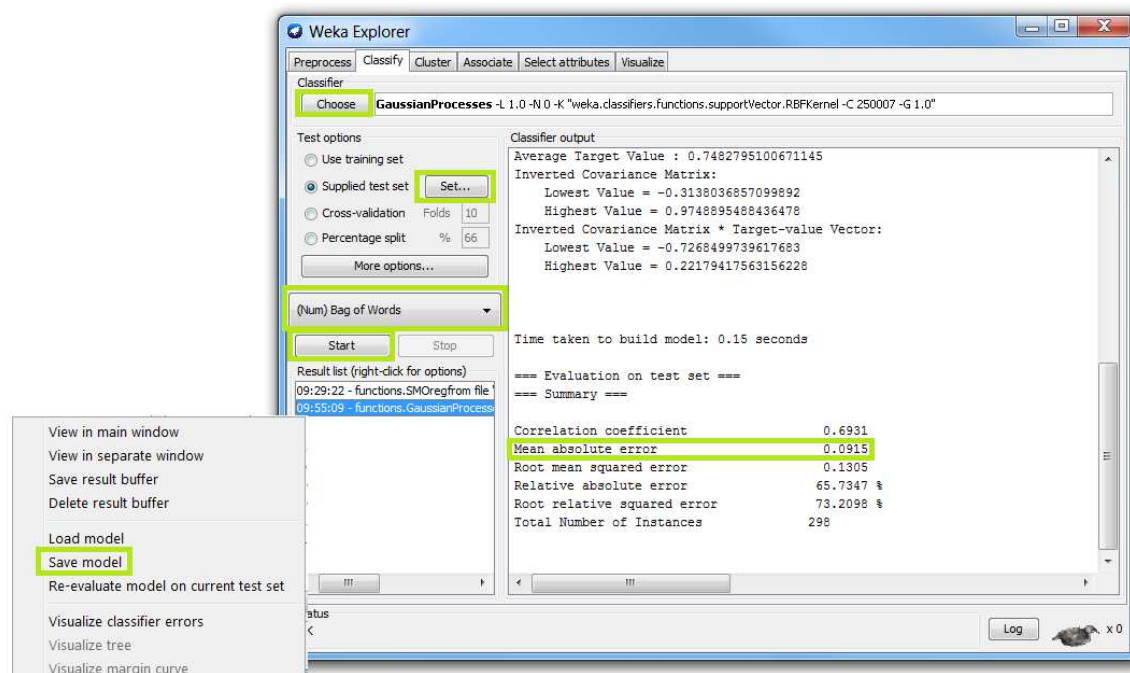 Weka Explorer
Preprocess Classify Cluster Associate Select attributes Visualize
Classifier
Choose GaussianProcesses -L 1.0 -N 0 -K "weka.classifiers.functions.supportVector.RBFKernel -C 250007 -G 1.0"
Test options
Use training set
Supplied test set Set...
Cross-validation Folds 10
Percentage split % 66
More options...
(Num) Bag of Words
Start Stop
Result list (right-click for options)
09:29:22 - functions.SMOregfrom file '
09:55:09 - functions.GaussianProcess
Classifier output
Average Target Value : 0.7482795100671145
Inverted Covariance Matrix:
Lowest Value = -0.3138036857099892
Highest Value = 0.9748895488436478
Inverted Covariance Matrix * Target-value Vector:
Lowest Value = -0.7268499739617683
Highest Value = 0.22179417563156228
Time taken to build model: 0.15 seconds
=== Evaluation on test set ===
=== Summary ===
Correlation coefficient 0.6931
Mean absolute error 0.0915
Root mean squared error 0.1305
Relative absolute error 65.7347 %
Root relative squared error 73.2098 %
Total Number of Instances 298
View in main window
View in separate window
Save result buffer
Delete result buffer
Load model
Save model
Re-evaluate model on current test set
Visualize classifier errors
Visualize tree
Visualize margin curve
atus
Log x 0